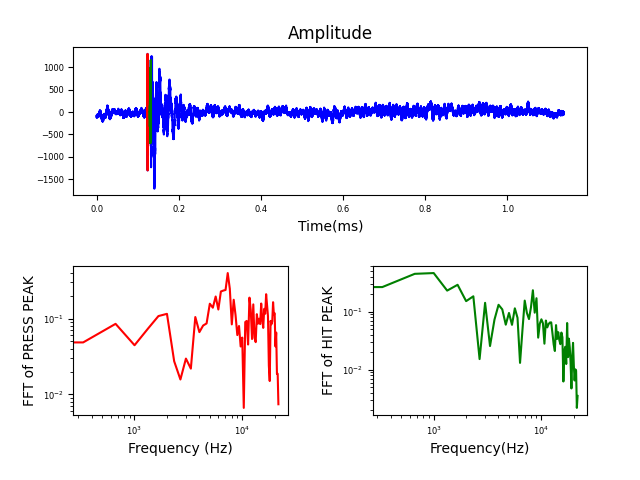 Amplitude
1000
500
0
−500
−1000
−1500
0.0 0.2 0.4 0.6 0.8 1.0
Time(ms)
FFT of PRESS PEAK
10⁻¹
10⁻²
10³ 10⁴
Frequency (Hz)
FFT of HIT PEAK
10⁻¹
10⁻²
10³ 10⁴
Frequency(Hz)